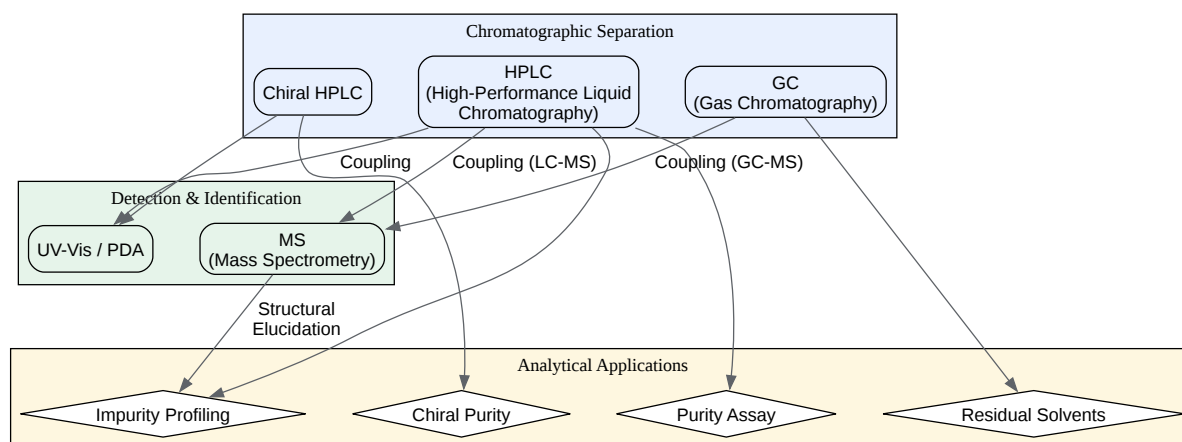 Chromatographic Separation
Chiral HPLC
HPLC
(High-Performance Liquid
Chromatography)
GC
(Gas Chromatography)
Coupling
Coupling (LC-MS)
Coupling (GC-MS)
Detection & Identification
UV-Vis / PDA
MS
(Mass Spectrometry)
Structural
Elucidation
Analytical Applications
Impurity Profiling
Chiral Purity
Purity Assay
Residual Solvents